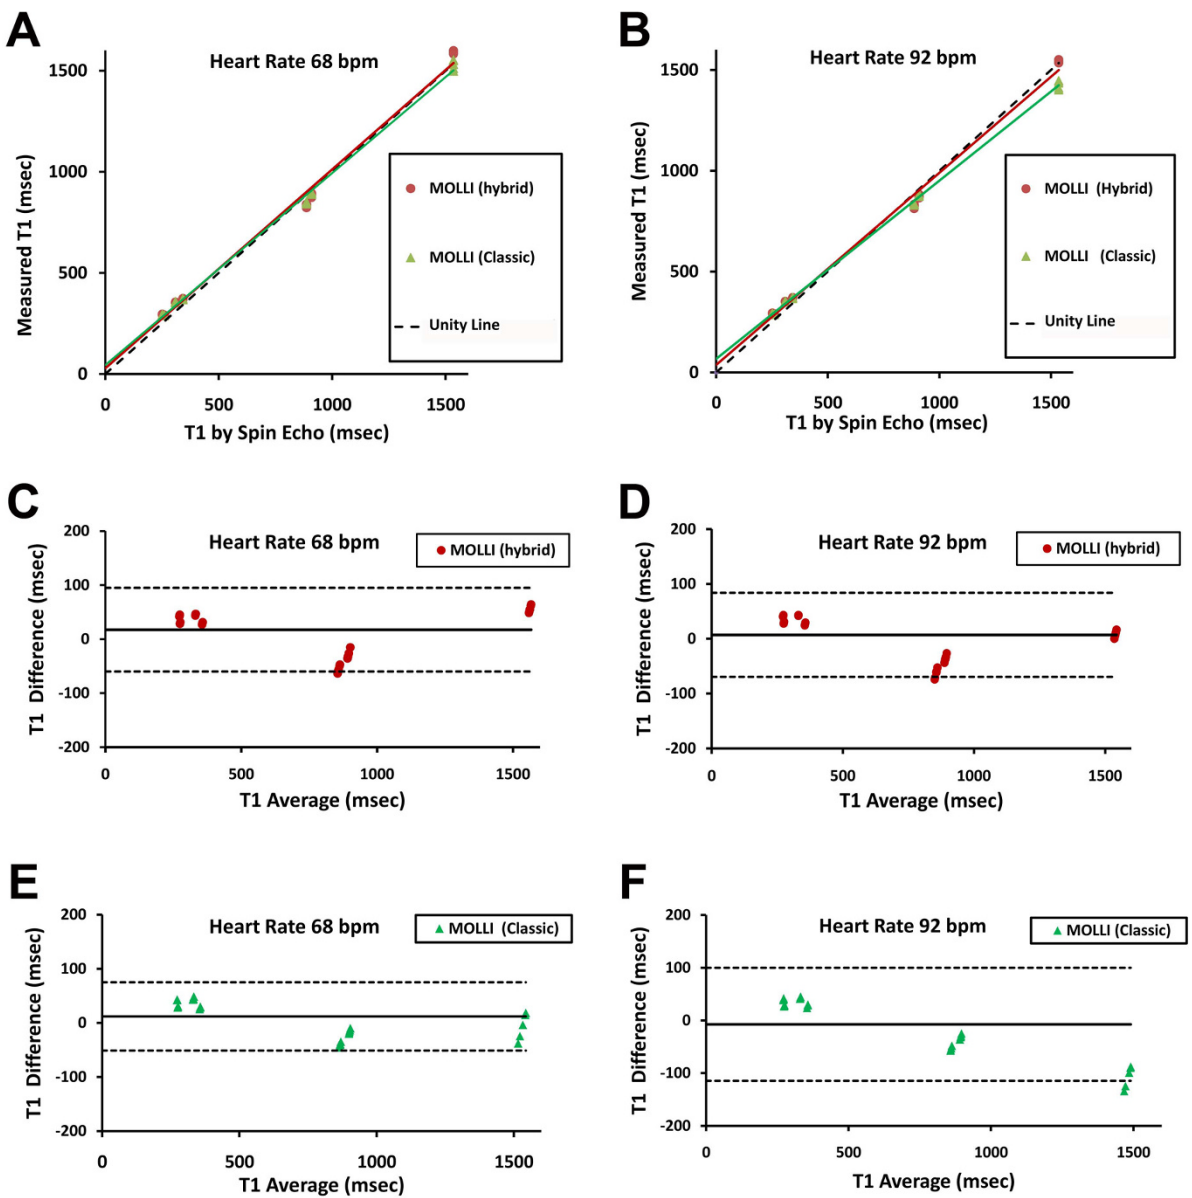 A
Heart Rate 68 bpm
Measured T1 (msec)
1500
1000
500
0
MOLLI (hybrid)
MOLLI (Classic)
Unity Line
0 500 1000 1500
T1 by Spin Echo (msec)
B
Heart Rate 92 bpm
Measured T1 (msec)
1500
1000
500
0
MOLLI (Hybrid)
MOLLI (Classic)
Unity Line
0 500 1000 1500
T1 by Spin Echo (msec)
C
Heart Rate 68 bpm
MOLLI (hybrid)
T1 Difference (msec)
200
100
0
-100
-200
0 500 1000 1500
T1 Average (msec)
D
Heart Rate 92 bpm
MOLLI (hybrid)
T1 Difference (msec)
200
100
0
-100
-200
0 500 1000 1500
T1 Average (msec)
E
Heart Rate 68 bpm
MOLLI (Classic)
T1 Difference (msec)
200
100
0
-100
-200
0 500 1000 1500
T1 Average (msec)
F
Heart Rate 92 bpm
MOLLI (Classic)
T1 Difference (msec)
200
100
0
-100
-200
0 500 1000 1500
T1 Average (msec)